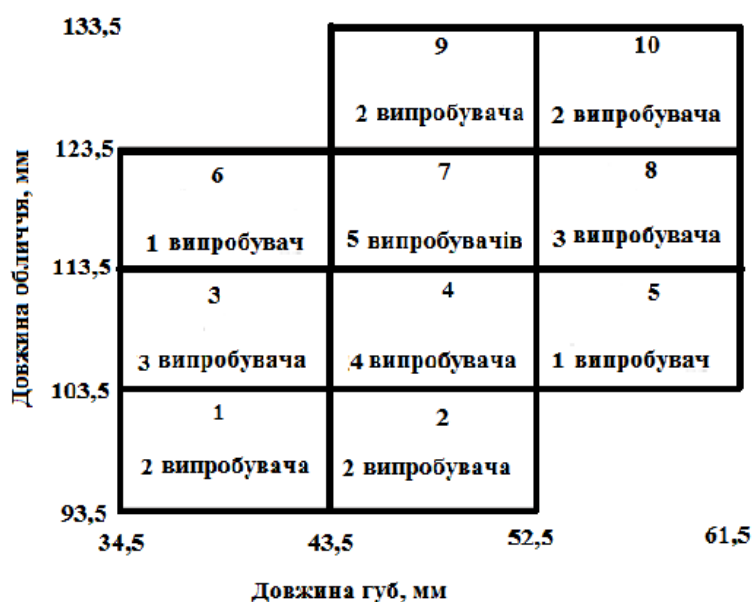 133,5
9
10
2 випробувача
2 випробувача
123,5
6
7
8
1 випробувач
5 випробувачів
3 випробувача
113,5
3
4
5
3 випробувача
4 випробувача
1 випробувач
103,5
1
2
2 випробувача
2 випробувача
93,5
34,5
43,5
52,5
61,5
Довжина губ, мм
Довжина обличчя, мм